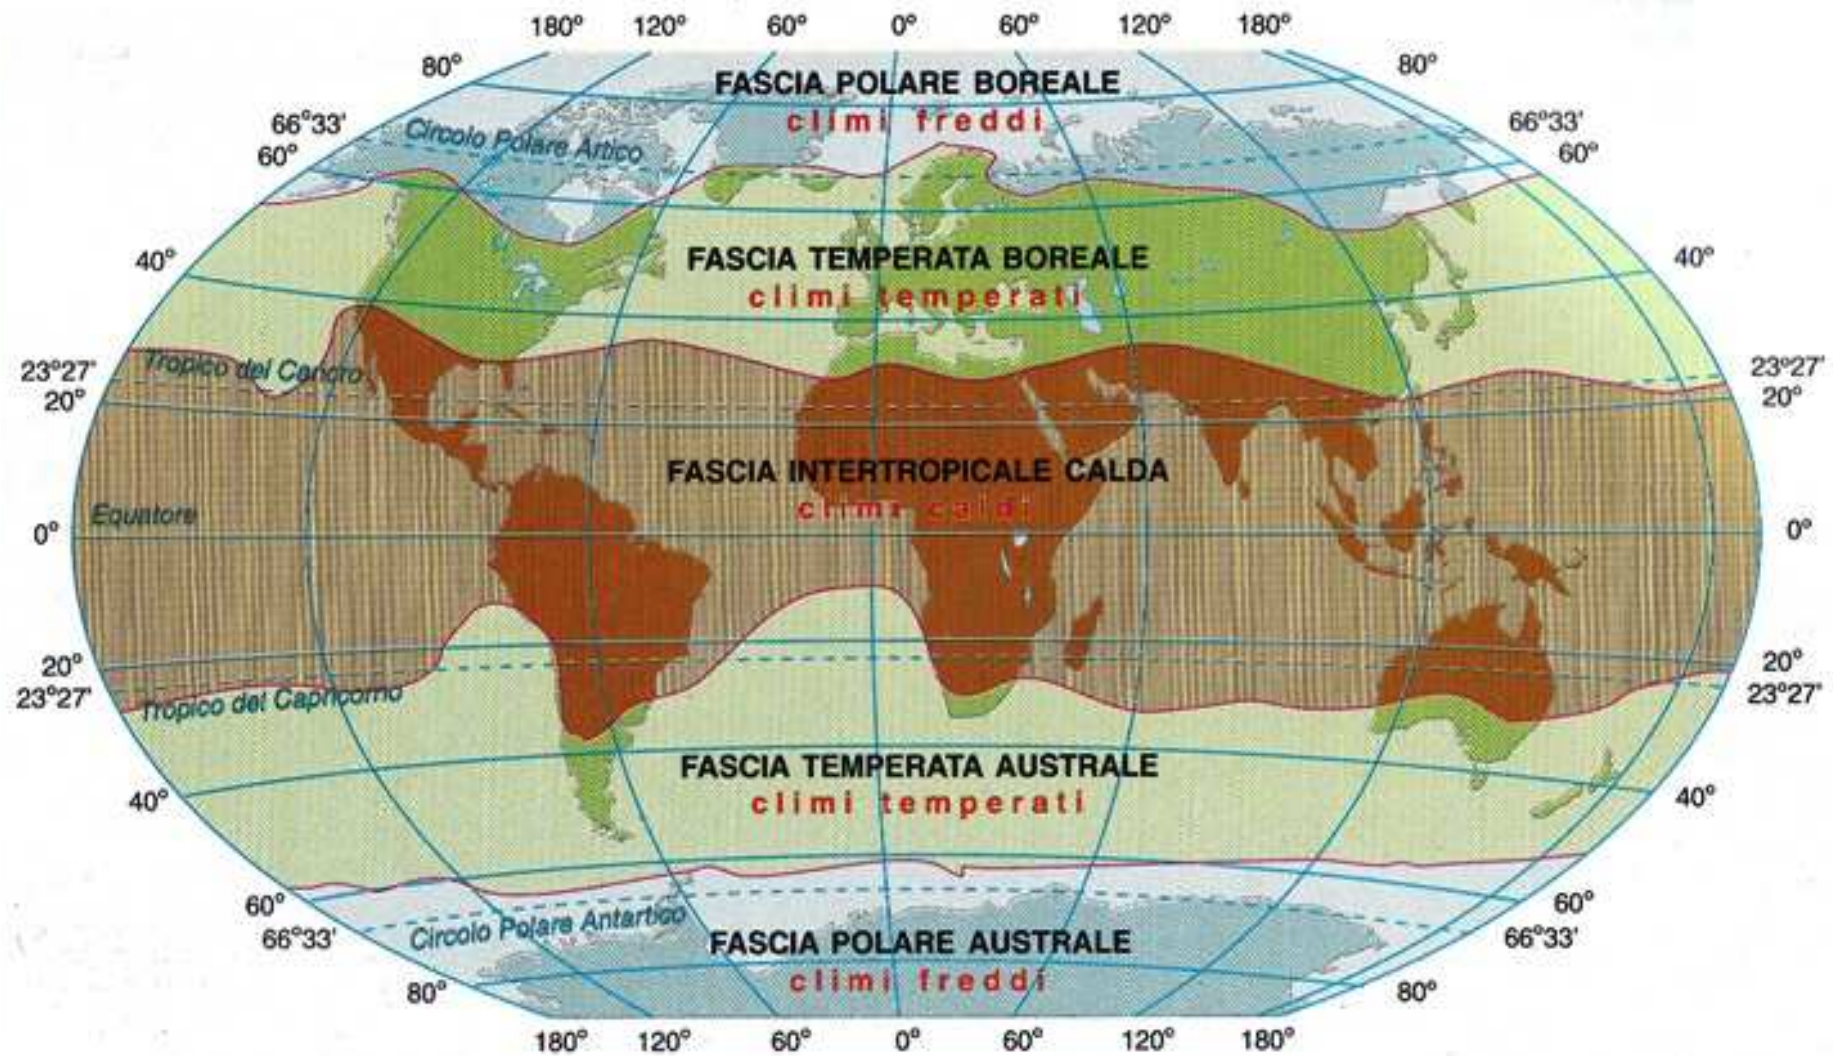 180° 120° 60° 0° 60° 120° 180°
80° 80°
FASCIA POLARE BOREALE
climi freddi
66°33' Circolo Polare Artico 66°33'
60° 60°
FASCIA TEMPERATA BOREALE
40° 40°
climi temperati
23°27' Tropico del Cancro 23°27'
20° 20°
FASCIA INTERTROPICALE CALDA
climi caldi
Equatore
0° 0°
20° 20°
23°27' Tropico del Capricorno 23°27'
FASCIA TEMPERATA AUSTRALE
climi temperati
40° 40°
60° 60°
66°33' Circolo Polare Antartico 66°33'
FASCIA POLARE AUSTRALE
climi freddi
80° 80°
180° 120° 60° 0° 60° 120° 180°